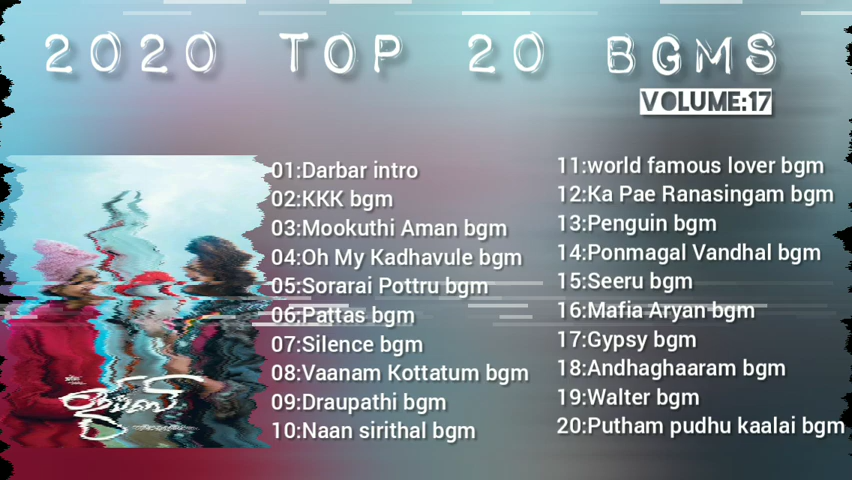 2020 TOP 20 BGMS
VOLUME:17
01:Darbar intro
02:KKK bgm
03:Mookuthi Aman bgm
04:Oh My Kadhavule bgm
05:Sorarai Pottru bgm
06:Pattas bgm
07:Silence bgm
08:Vaanam Kottatum bgm
09:Draupathi bgm
10:Naan sirithal bgm
11:world famous lover bgm
12:Ka Pae Ranasingam bgm
13:Penguin bgm
14:Ponmagal Vandhal bgm
15:Seeru bgm
16:Mafia Aryan bgm
17:Gypsy bgm
18:Andhaghaaram bgm
19:Walter bgm
20:Putham pudhu kaalai bgm